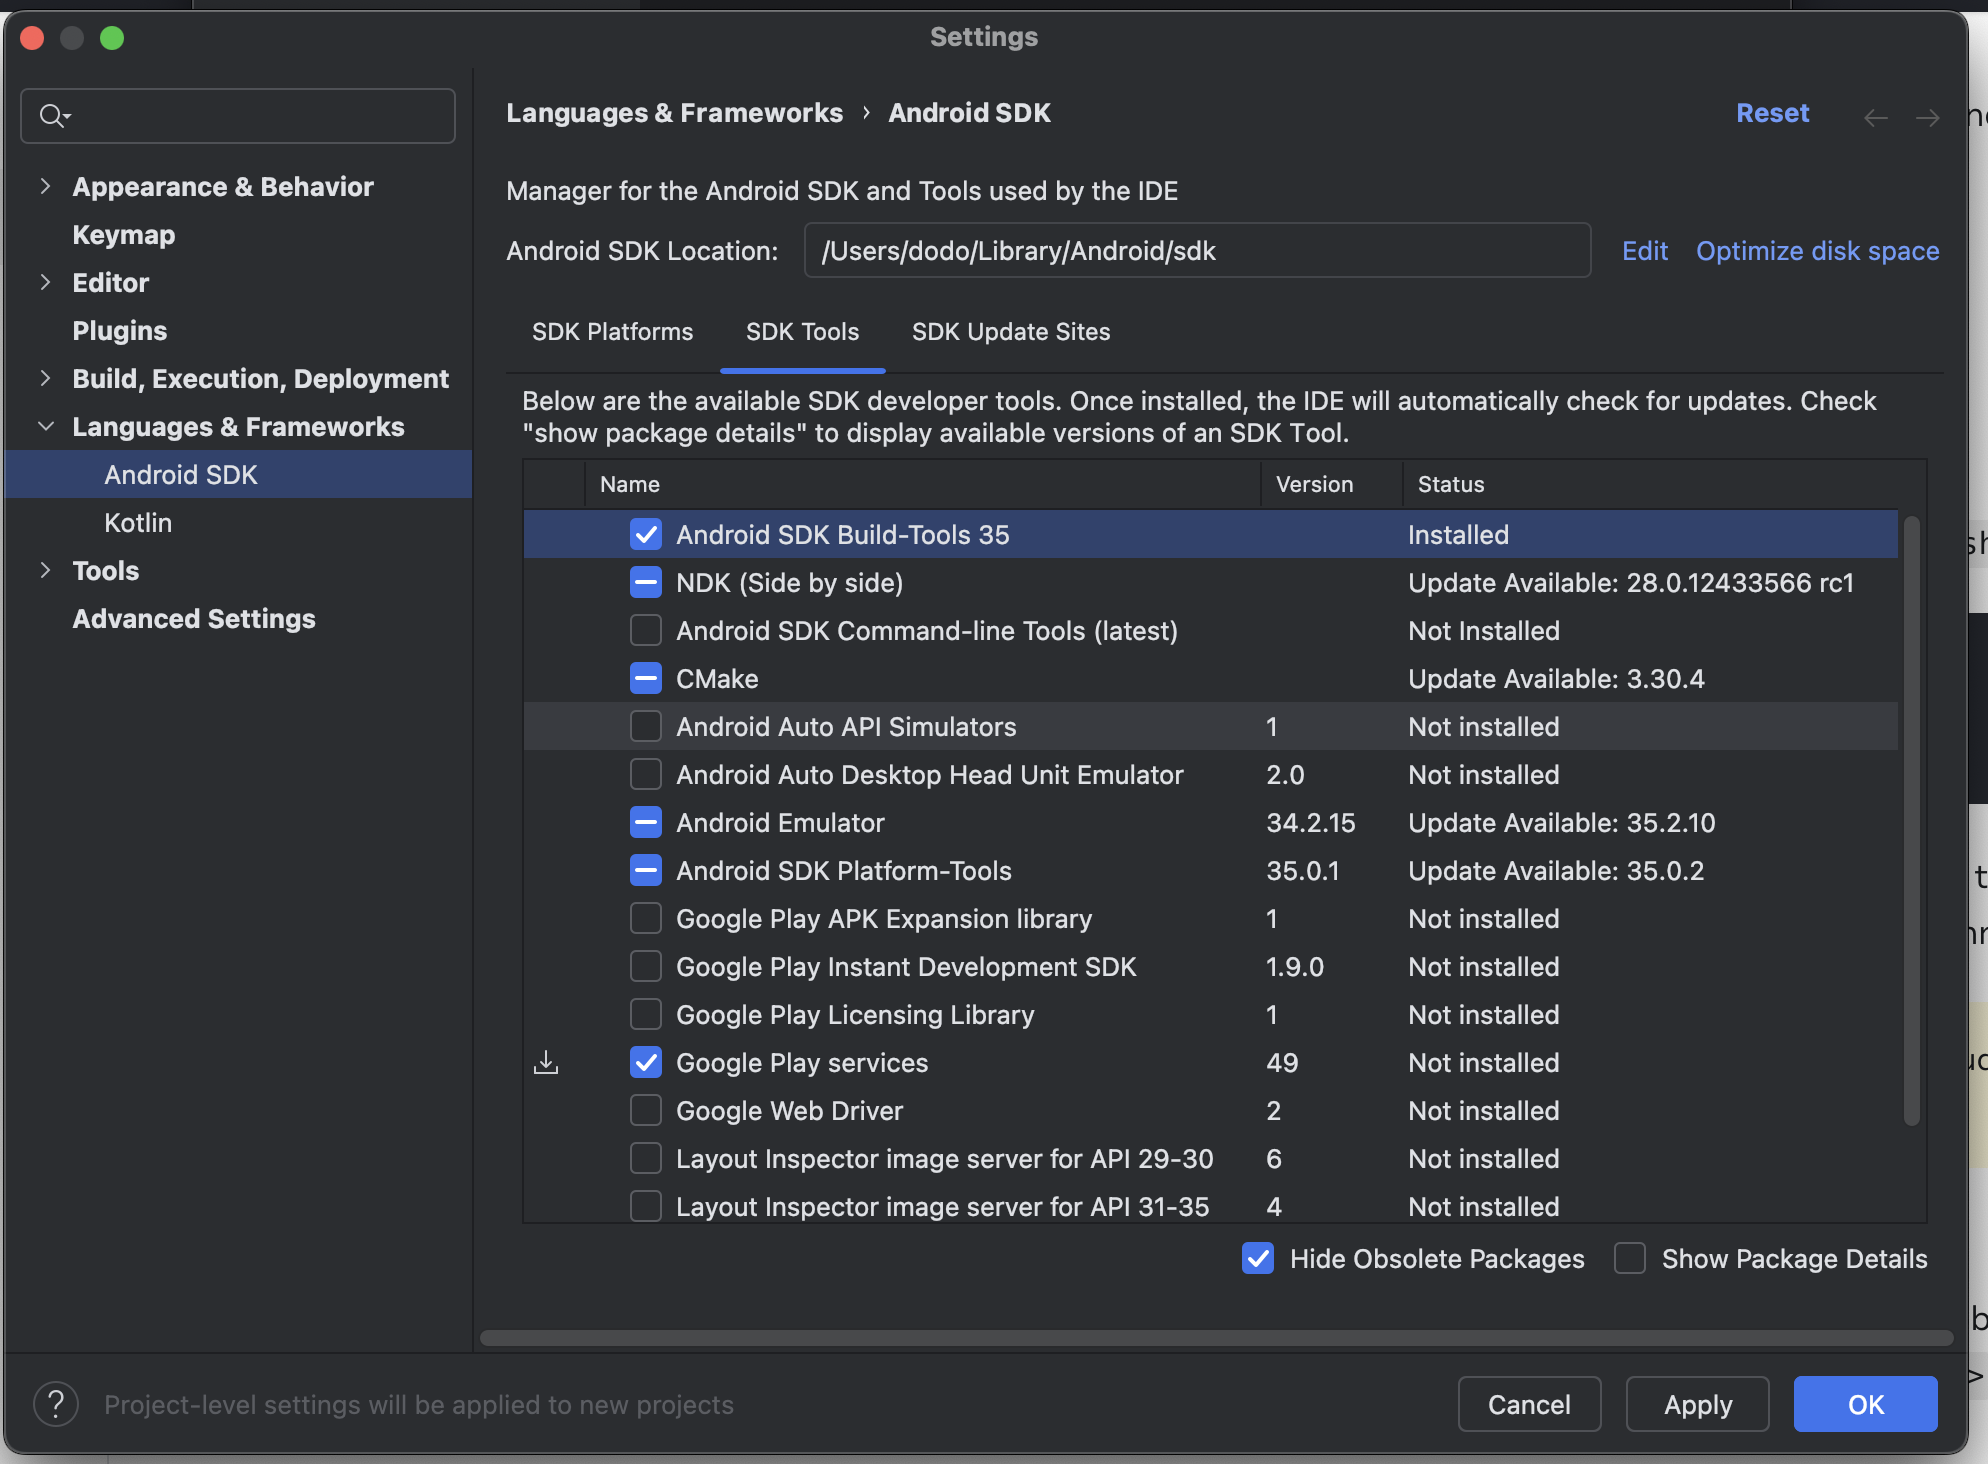 Settings
Languages & Frameworks › Android SDK
Reset
Appearance & Behavior
Keymap
Editor
Plugins
Build, Execution, Deployment
Languages & Frameworks
Android SDK
Kotlin
Tools
Advanced Settings
Manager for the Android SDK and Tools used by the IDE
Android SDK Location: /Users/dodo/Library/Android/sdk Edit Optimize disk space
SDK Platforms SDK Tools SDK Update Sites
Below are the available SDK developer tools. Once installed, the IDE will automatically check for updates. Check
"show package details" to display available versions of an SDK Tool.
Name Version Status
Android SDK Build-Tools 35 Installed
NDK (Side by side) Update Available: 28.0.12433566 rc1
Android SDK Command-line Tools (latest) Not Installed
CMake Update Available: 3.30.4
Android Auto API Simulators 1 Not installed
Android Auto Desktop Head Unit Emulator 2.0 Not installed
Android Emulator 34.2.15 Update Available: 35.2.10
Android SDK Platform-Tools 35.0.1 Update Available: 35.0.2
Google Play APK Expansion library 1 Not installed
Google Play Instant Development SDK 1.9.0 Not installed
Google Play Licensing Library 1 Not installed
Google Play services 49 Not installed
Google Web Driver 2 Not installed
Layout Inspector image server for API 29-30 6 Not installed
Layout Inspector image server for API 31-35 4 Not installed
Hide Obsolete Packages Show Package Details
? Project-level settings will be applied to new projects
Cancel Apply OK